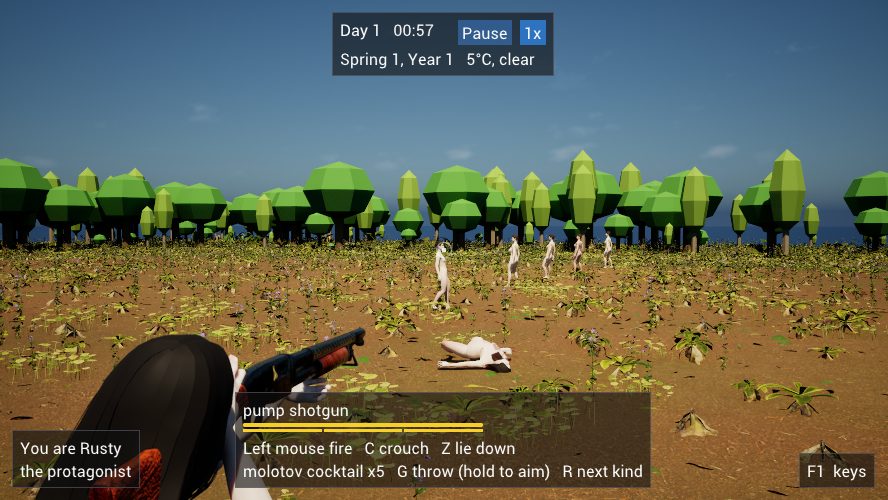 Day 1 00:57 Pause 1x
Spring 1, Year 1 5°C, clear
pump shotgun
Left mouse fire C crouch Z lie down
molotov cocktail x5 G throw (hold to aim) R next kind
You are Rusty
the protagonist
F1 keys